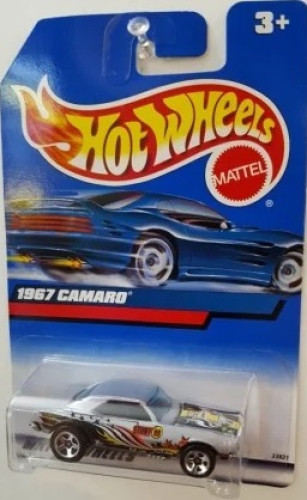 3+
HOT WHEELS
MATTEL
®
1967 CAMARO®